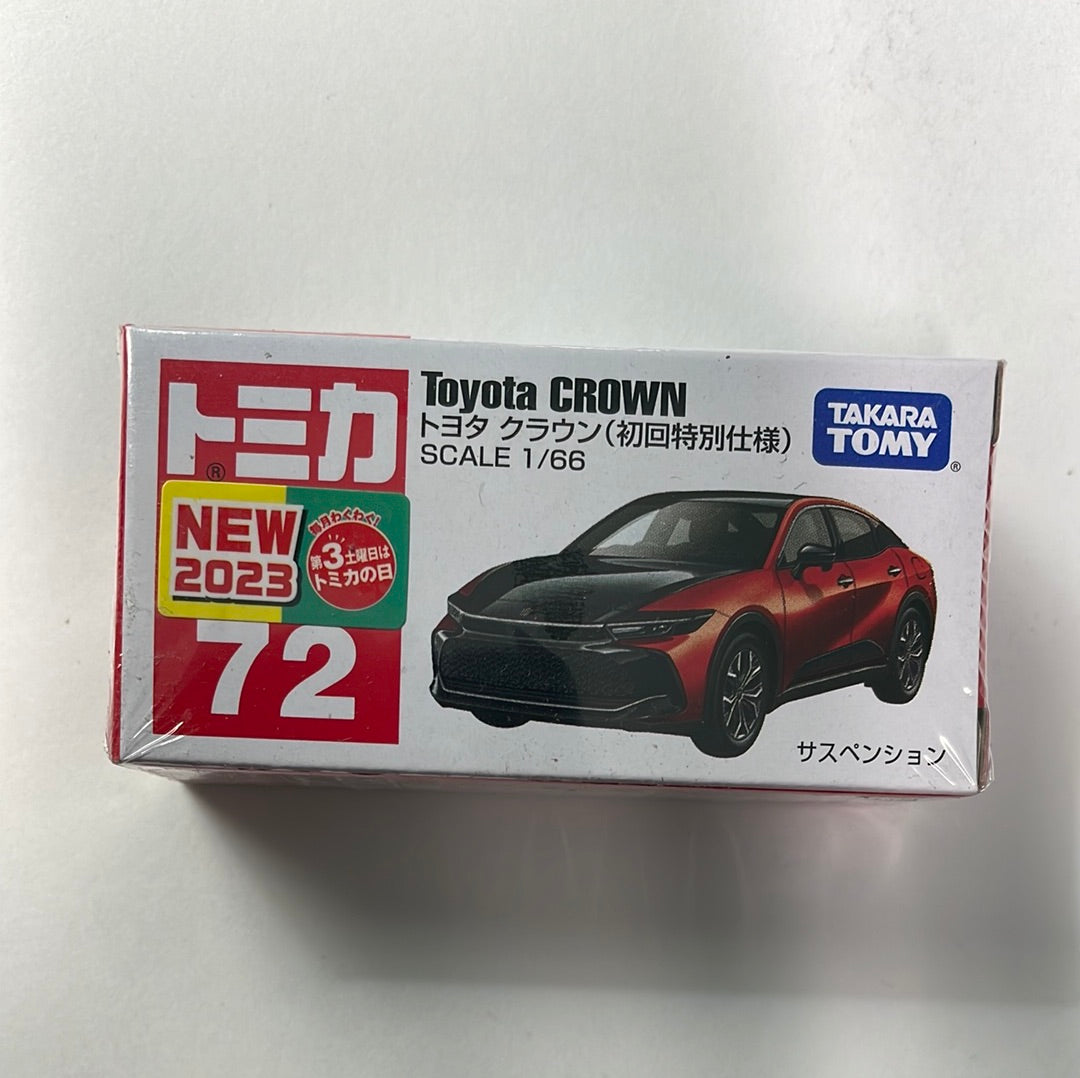 トミカ
®
NEW
2023
毎月わくわく!
第3土曜日は
トミカの日
72
Toyota CROWN
トヨタ クラウン(初回特別仕様)
SCALE 1/66
TAKARA
TOMY
®
サスペンション